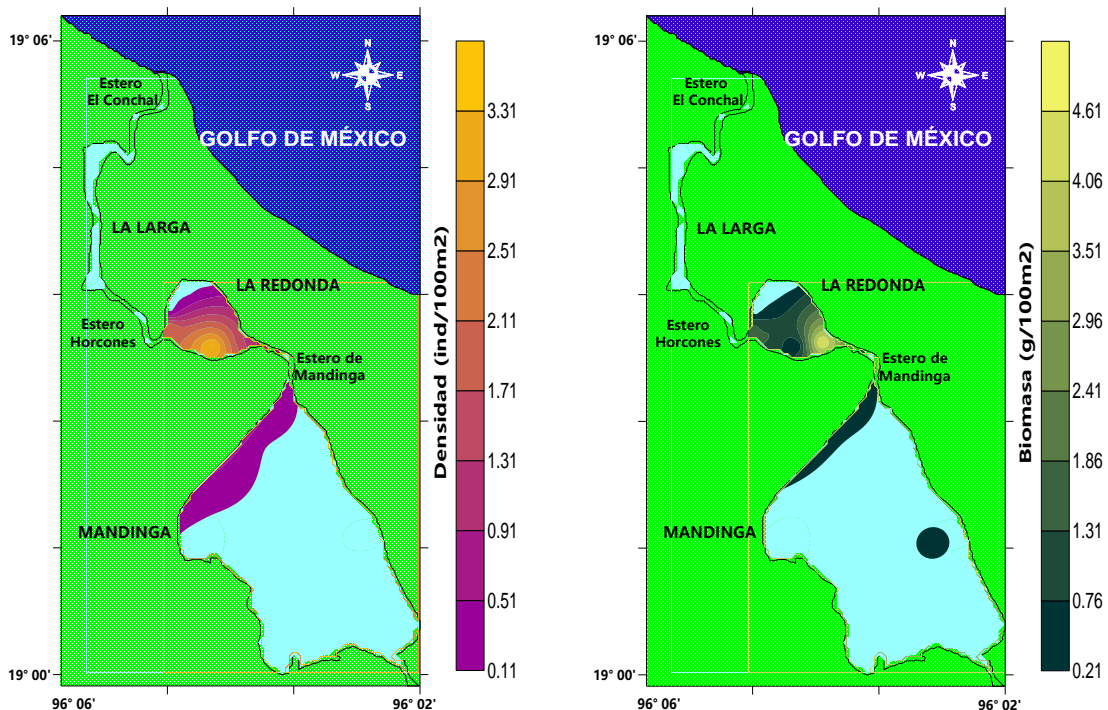 19° 06'
N
W
E
S
Estero
El Conchal
GOLFO DE MÉXICO
LA LARGA
LA REDONDA
Estero
Horcones
Estero de
Mandinga
MANDINGA
19° 00'
96° 06'
96° 02'
Densidad (ind/100m2)
3.31
2.91
2.51
2.11
1.71
1.31
0.91
0.51
0.11
19° 06'
N
W
E
S
Estero
El Conchal
GOLFO DE MÉXICO
LA LARGA
LA REDONDA
Estero
Horcones
Estero de
Mandinga
MANDINGA
19° 00'
96° 06'
96° 02'
Biomasa (g/100m2)
4.61
4.06
3.51
2.96
2.41
1.86
1.31
0.76
0.21